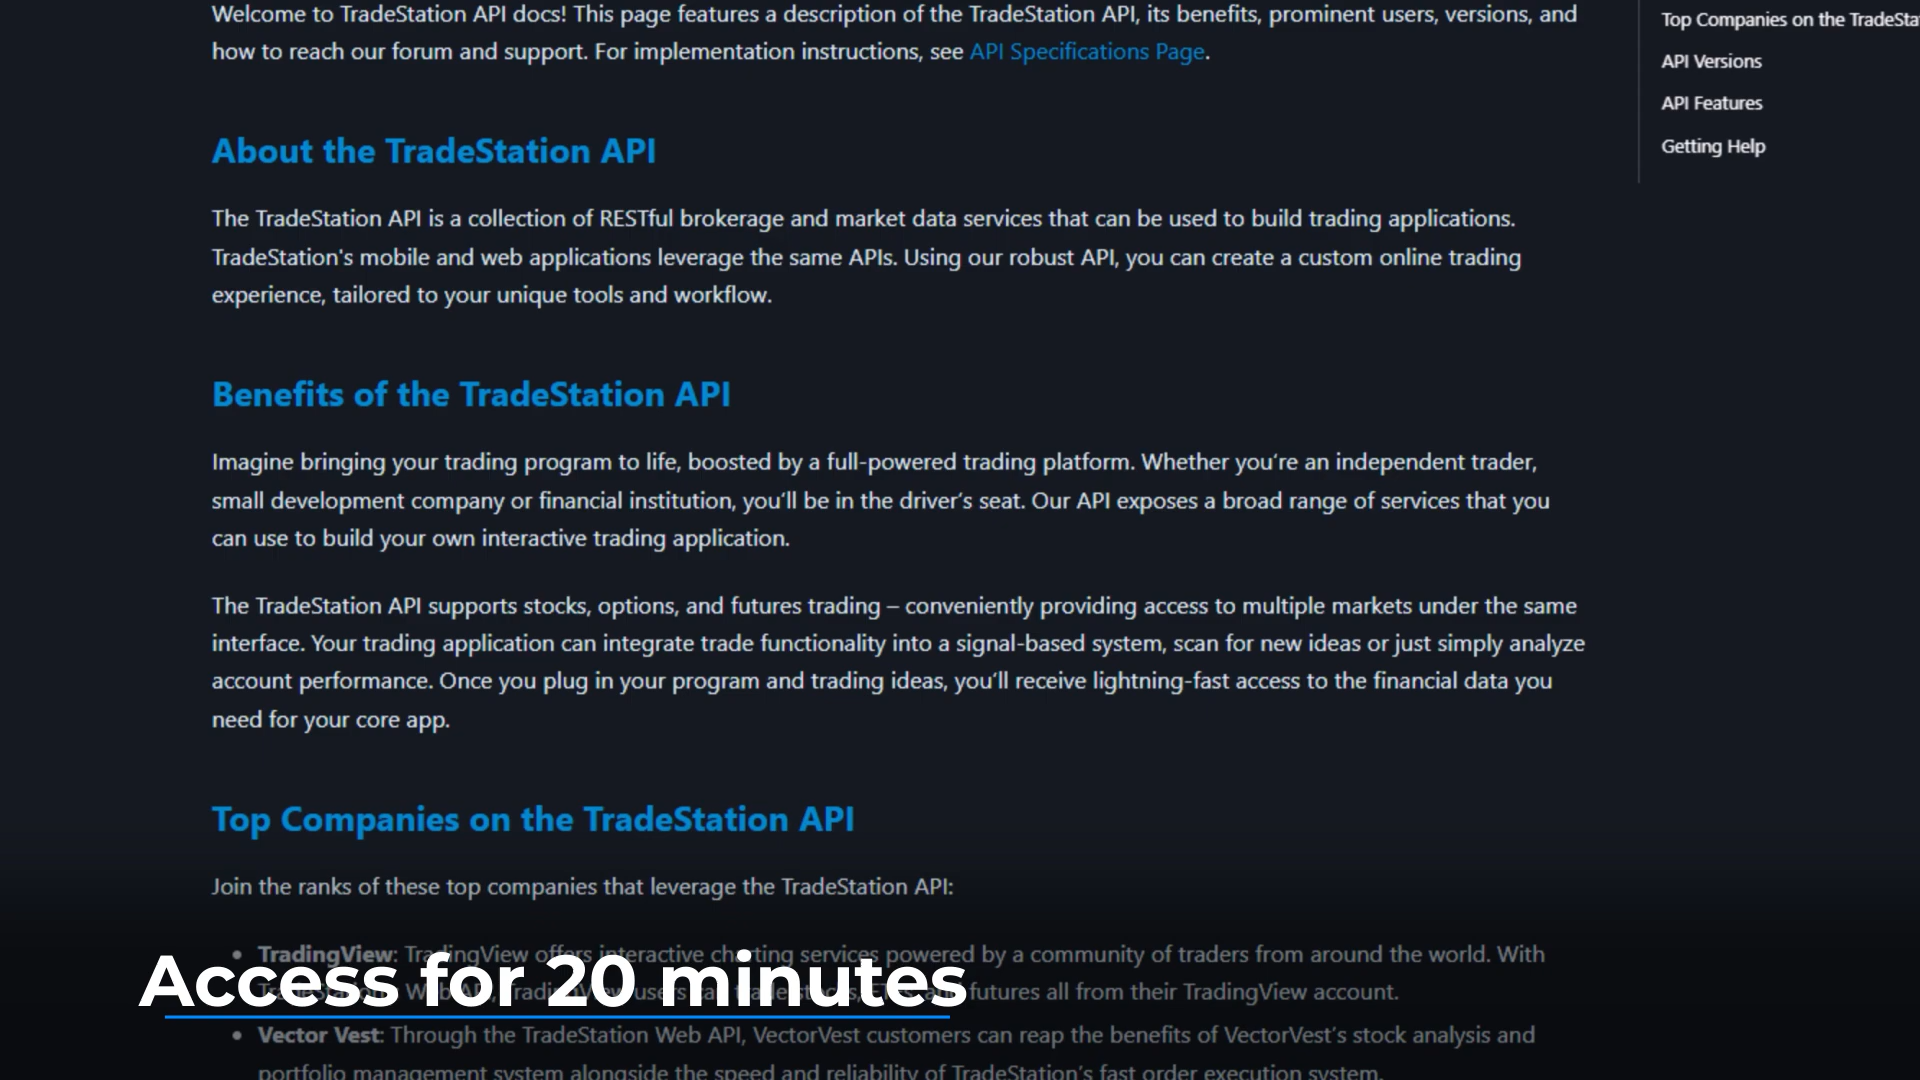 Welcome to TradeStation API docs! This page features a description of the TradeStation API, its benefits, prominent users, versions, and
how to reach our forum and support. For implementation instructions, see API Specifications Page.
Top Companies on the TradeSta
API Versions
API Features
Getting Help
About the TradeStation API
The TradeStation API is a collection of RESTful brokerage and market data services that can be used to build trading applications.
TradeStation's mobile and web applications leverage the same APIs. Using our robust API, you can create a custom online trading
experience, tailored to your unique tools and workflow.
Benefits of the TradeStation API
Imagine bringing your trading program to life, boosted by a full-powered trading platform. Whether you’re an independent trader,
small development company or financial institution, you’ll be in the driver’s seat. Our API exposes a broad range of services that you
can use to build your own interactive trading application.
The TradeStation API supports stocks, options, and futures trading – conveniently providing access to multiple markets under the same
interface. Your trading application can integrate trade functionality into a signal-based system, scan for new ideas or just simply analyze
account performance. Once you plug in your program and trading ideas, you’ll receive lightning-fast access to the financial data you
need for your core app.
Top Companies on the TradeStation API
Join the ranks of these top companies that leverage the TradeStation API:
• TradingView: TradingView offers interactive charting services powered by a community of traders from around the world. With
futures all from their TradingView account.
Access for 20 minutes
• Vector Vest: Through the TradeStation Web API, VectorVest customers can reap the benefits of VectorVest’s stock analysis and
portfolio management system alongside the speed and reliability of TradeStation’s fast order execution system.